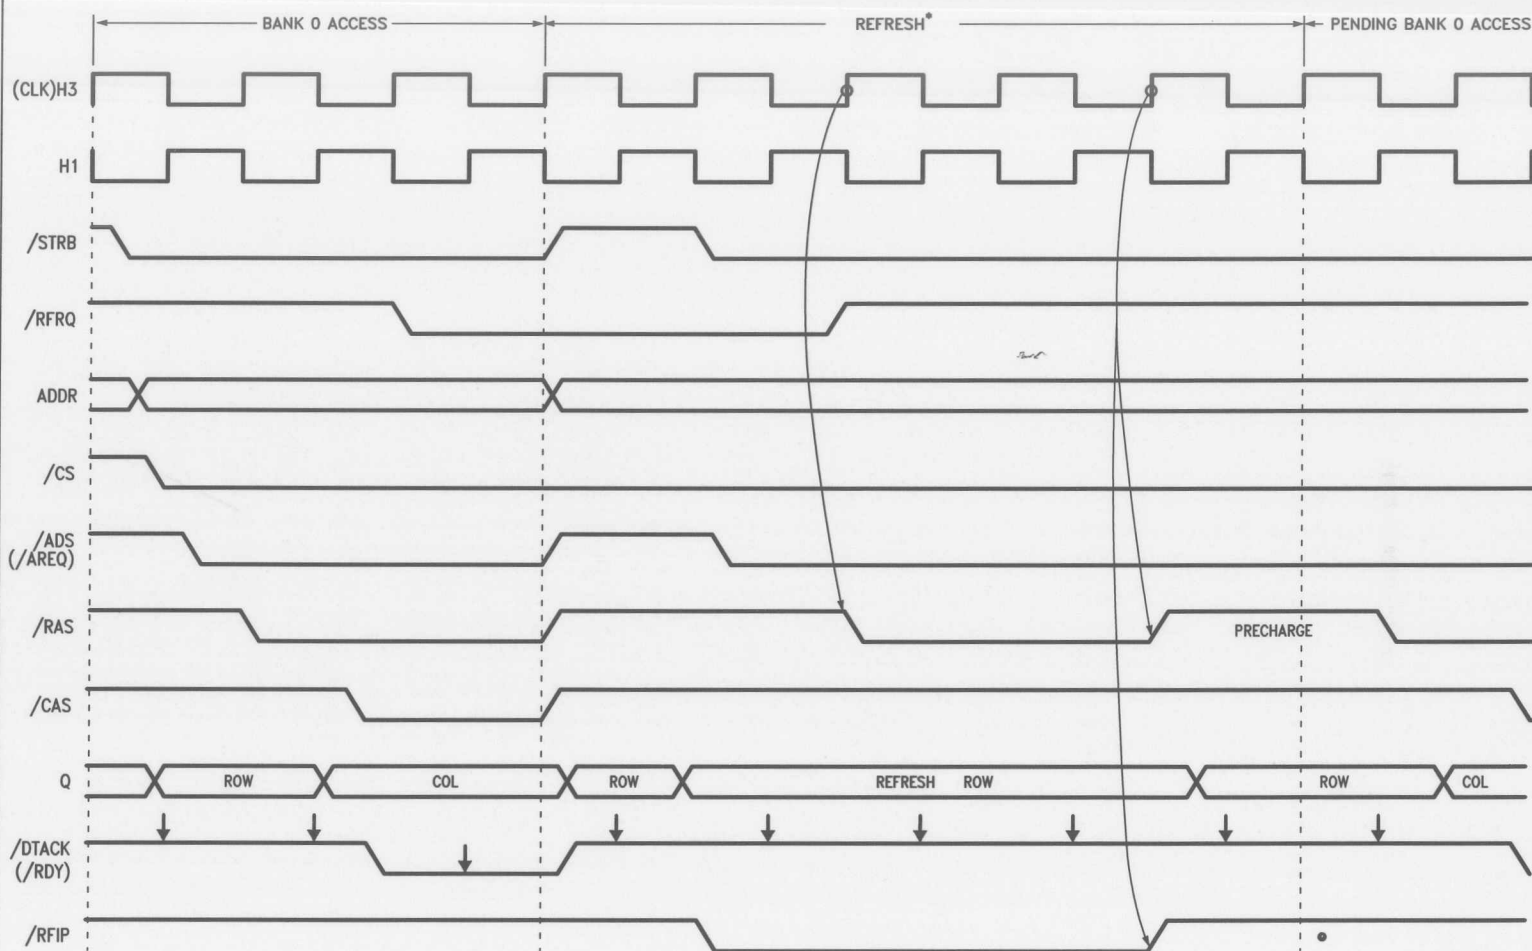 BANK 0 ACCESS
REFRESH*
PENDING BANK 0 ACCESS
(CLK)H3
H1
/STRB
/RFRQ
ADDR
/CS
/ADS
(/AREQ)
/RAS
PRECHARGE
/CAS
Q
ROW
COL
ROW
REFRESH ROW
ROW
COL
/DTACK
(/RDY)
/RFIP